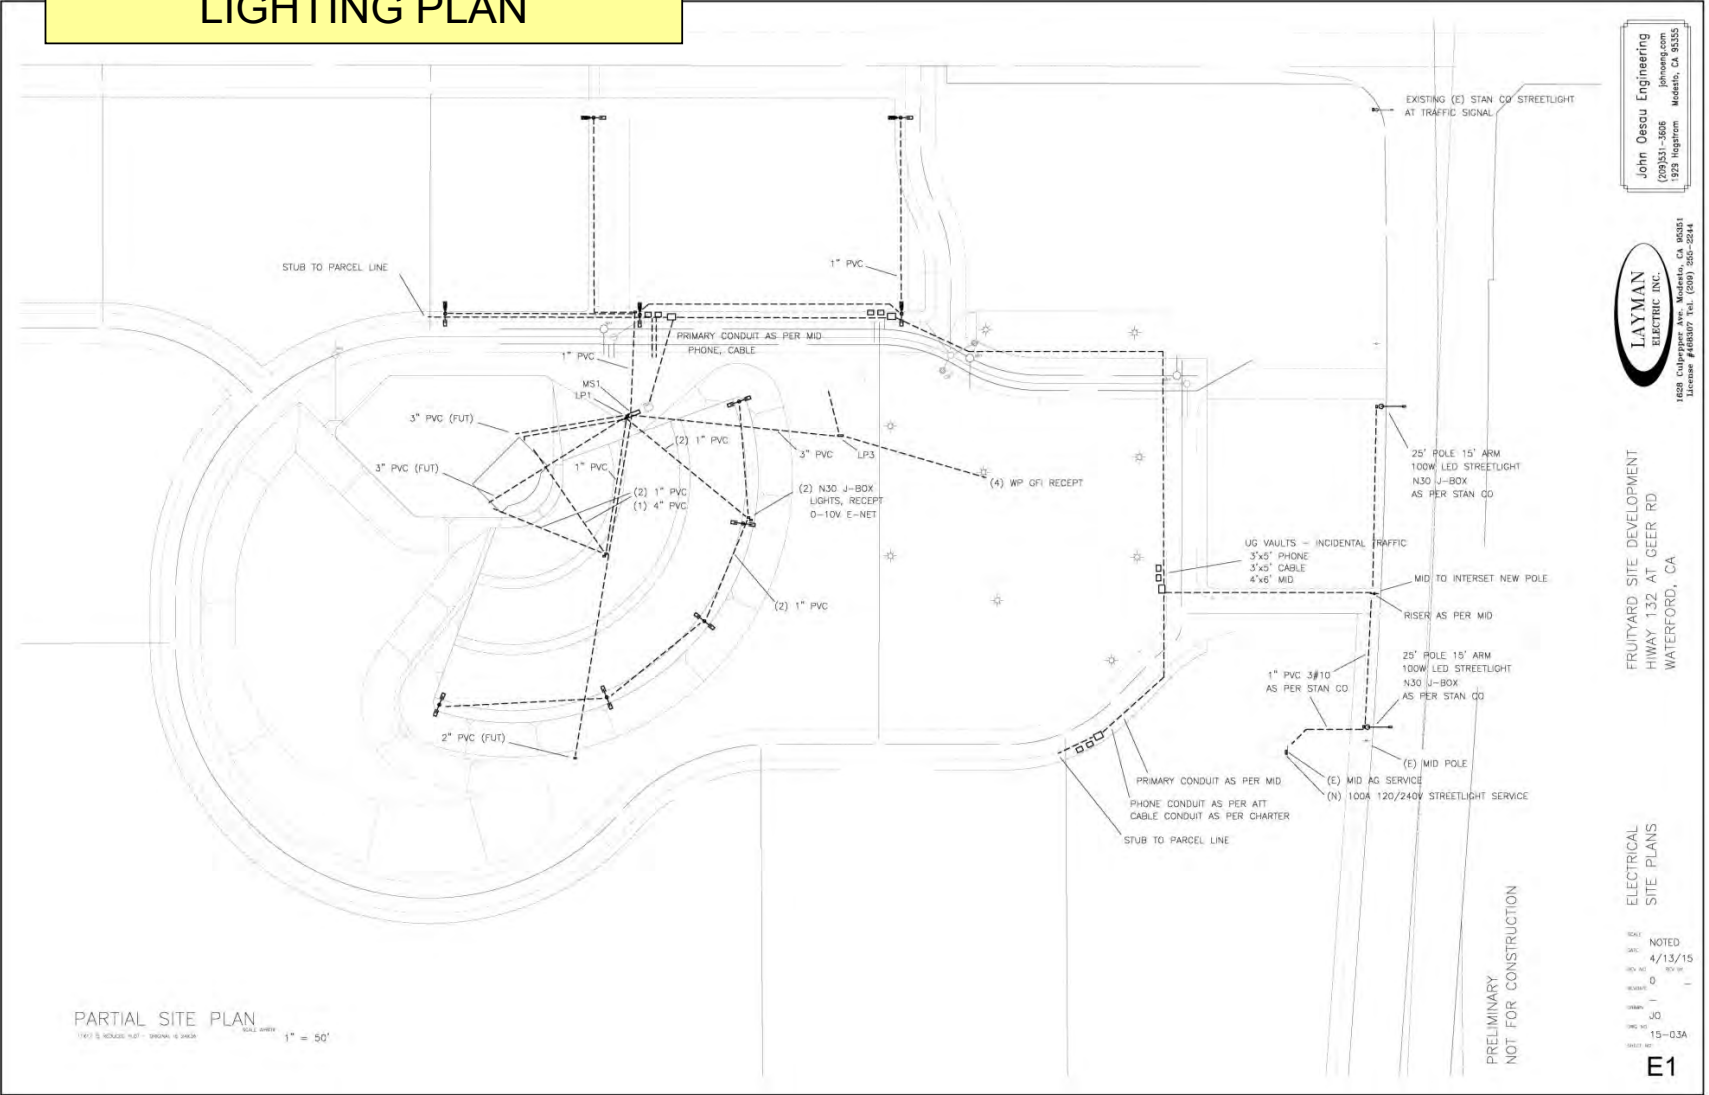 LIGHTING PLAN
EXISTING (E) STAN CO STREETLIGHT
AT TRAFFIC SIGNAL
STUB TO PARCEL LINE
1" PVC
PRIMARY CONDUIT AS PER MID
PHONE, CABLE
1" PVC
MS1
LP1
3" PVC (FUT)
3" PVC (FUT)
1" PVC
(2) 1" PVC
(2) 1" PVC
(1) 4" PVC
3" PVC
LP3
(4) WP GFI RECEPT
(2) N30 J-BOX
LIGHTS, RECEPT
0-10V E-NET
(2) 1" PVC
2" PVC (FUT)
25' POLE 15' ARM
100W LED STREETLIGHT
N30 J-BOX
AS PER STAN CO
UG VAULTS - INCIDENTAL TRAFFIC
3'x5' PHONE
3'x5' CABLE
4'x6' MID
MID TO INTERSET NEW POLE
RISER AS PER MID
25' POLE 15' ARM
100W LED STREETLIGHT
N30 J-BOX
AS PER STAN CO
1" PVC 3#10
AS PER STAN CO
(E) MID POLE
(E) MID AG SERVICE
(N) 100A 120/240V STREETLIGHT SERVICE
PRIMARY CONDUIT AS PER MID
PHONE CONDUIT AS PER ATT
CABLE CONDUIT AS PER CHARTER
STUB TO PARCEL LINE
PARTIAL SITE PLAN
1" = 50'
PRELIMINARY
NOT FOR CONSTRUCTION
John Oesau Engineering
(209)531-3606 johnoeng.com
1929 Hagstrom Modesto, CA 95355
LAYMAN
ELECTRIC INC.
1628 Culpepper Ave. Modesto, CA 95351
License #468307 Tel. (209) 255-2244
FRUITYARD SITE DEVELOPMENT
HIWAY 132 AT GEER RD
WATERFORD, CA
ELECTRICAL
SITE PLANS
NOTED
4/13/15
0 -
-
JO
15-03A
E1